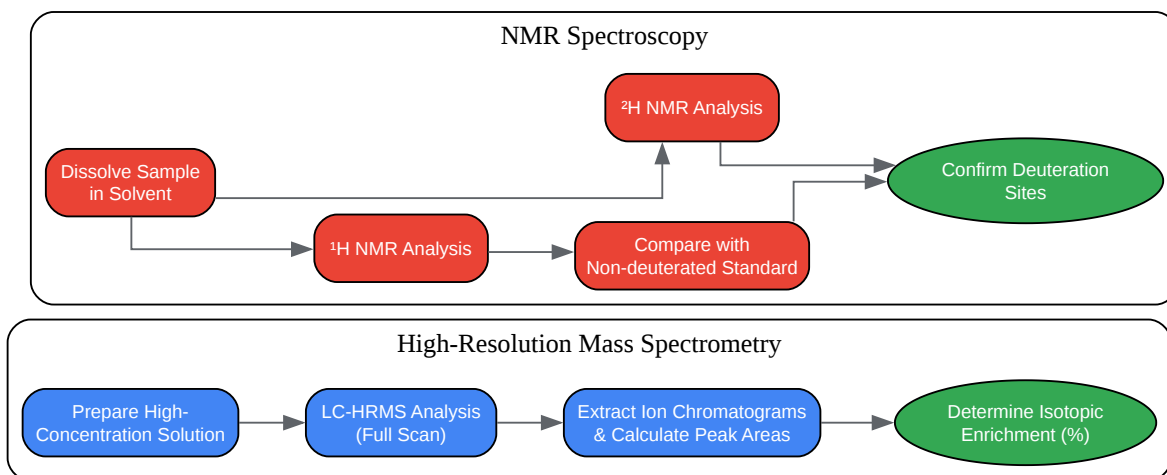 NMR Spectroscopy
²H NMR Analysis
Dissolve Sample
in Solvent
Confirm Deuteration
Sites
¹H NMR Analysis
Compare with
Non-deuterated Standard
High-Resolution Mass Spectrometry
Prepare High-
Concentration Solution
LC-HRMS Analysis
(Full Scan)
Extract Ion Chromatograms
& Calculate Peak Areas
Determine Isotopic
Enrichment (%)